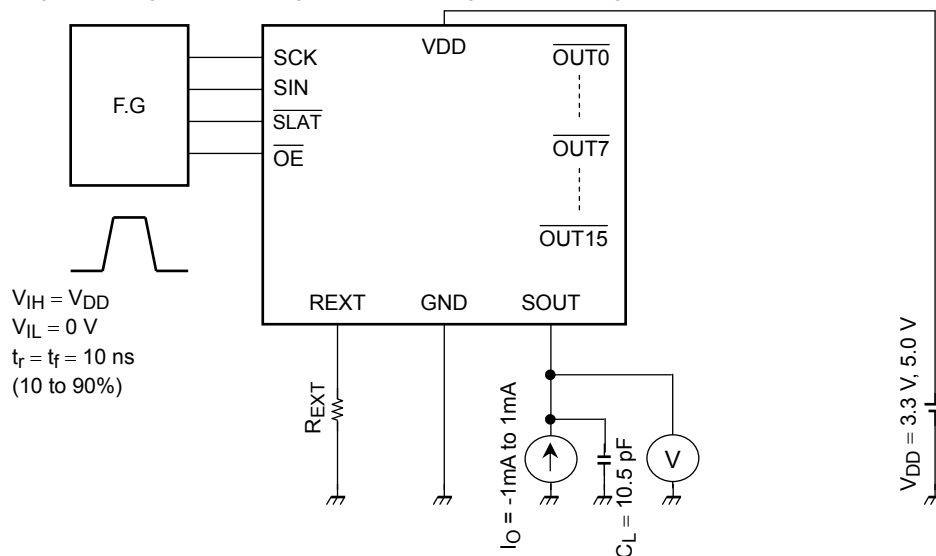 VDD
SCK
SIN
SLAT
OE
F.G
OUT0
OUT7
OUT15
VIH = VDD
VIL = 0 V
tr = tf = 10 ns
(10 to 90%)
REXT
GND
SOUT
REXT
IO = -1mA to 1mA
CL = 10.5 pF
V
VDD = 3.3 V, 5.0 V